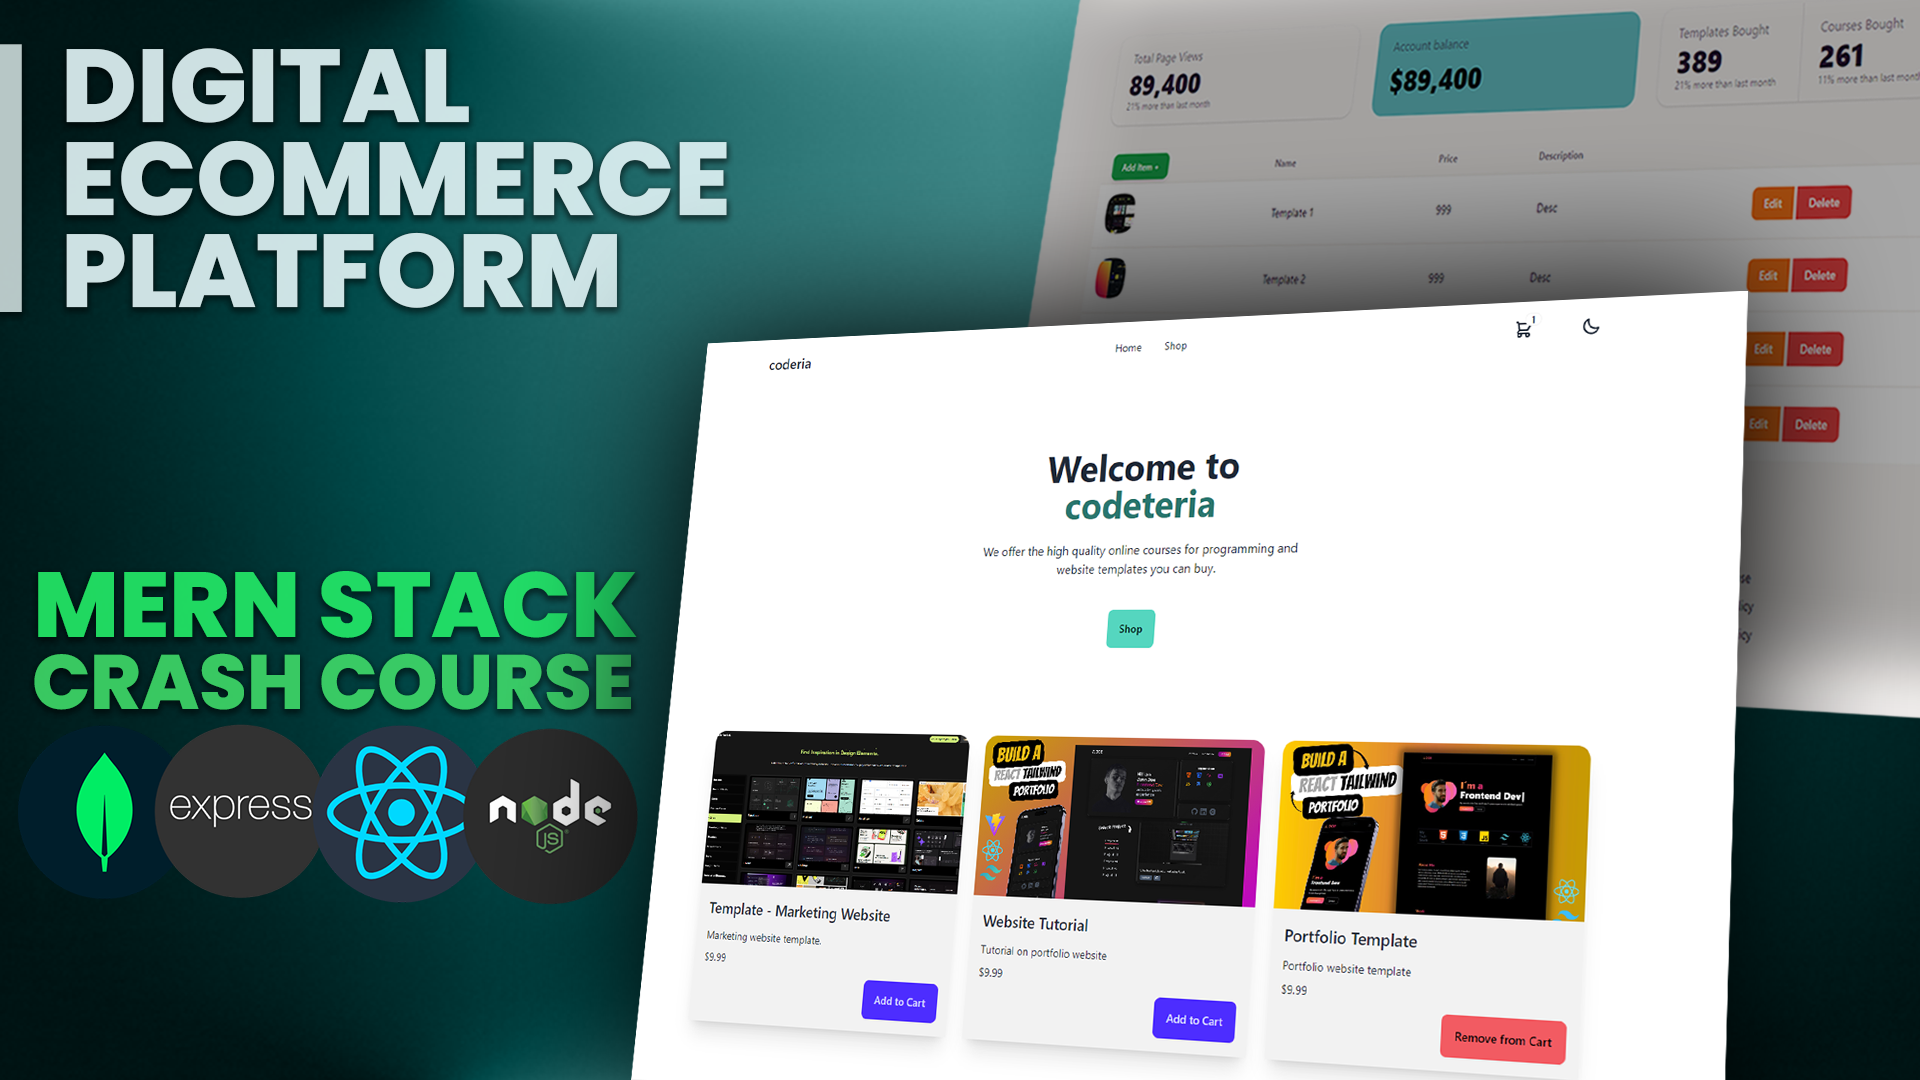 DIGITAL
ECOMMERCE
PLATFORM
MERN STACK
CRASH COURSE
express
node
JS
Total Page Views
89,400
21% more than last month
Account balance
$89,400
Templates Bought
389
21% more than last month
Courses Bought
261
11% more than last month
Add Item +
Name
Price
Description
Template 1
999
Desc
Edit
Delete
Template 2
999
Desc
Edit
Delete
Edit
Delete
Edit
Delete
coderia
Home
Shop
1
Welcome to
codeteria
We offer the high quality online courses for programming and
website templates you can buy.
Shop
Find Inspiration in Design Elements.
BUILD A
REACT TAILWIND
PORTFOLIO
BUILD A
REACT TAILWIND
PORTFOLIO
I'm a
Frontend Dev
Template - Marketing Website
Marketing website template.
$9.99
Add to Cart
Website Tutorial
Tutorial on portfolio website
$9.99
Add to Cart
Portfolio Template
Portfolio website template
$9.99
Remove from Cart